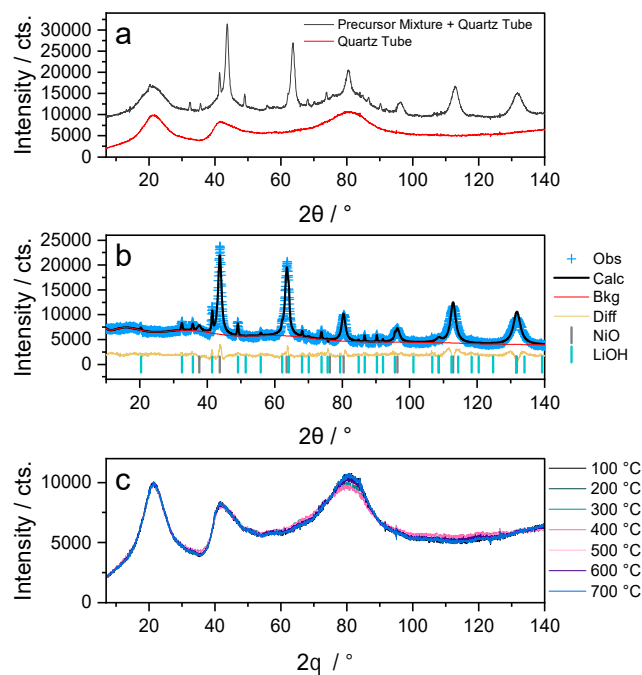 a
Precursor Mixture + Quartz Tube
Quartz Tube
Intensity / cts.
30000
25000
20000
15000
10000
5000
0
20 40 60 80 100 120 140
2θ / °
b
Intensity / cts.
25000
20000
15000
10000
5000
0
Obs
Calc
Bkg
Diff
NiO
LiOH
20 40 60 80 100 120 140
2θ / °
c
Intensity / cts.
10000
5000
0
100 °C
200 °C
300 °C
400 °C
500 °C
600 °C
700 °C
20 40 60 80 100 120 140
2q / °